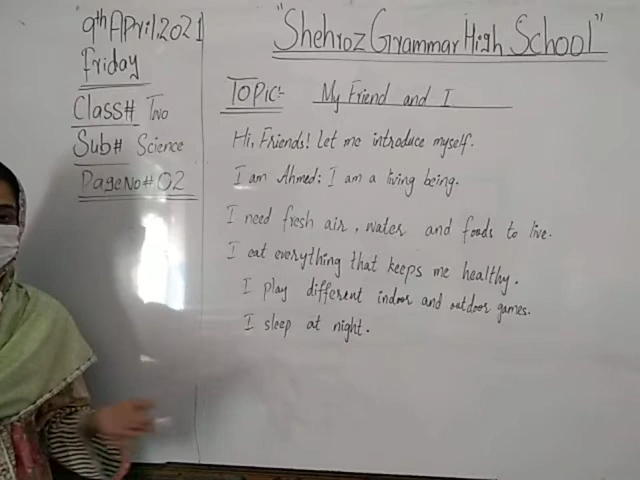 9th April, 2021
Friday
Class# Two
Sub# Science
Page No# 02
"Shehroz Grammar High School"
Topic:- My Friend and I
Hi, Friends! Let me introduce myself.
I am Ahmed: I am a living being.
I need fresh air, water and foods to live.
I eat everything that keeps me healthy.
I play different indoor and outdoor games.
I sleep at night.